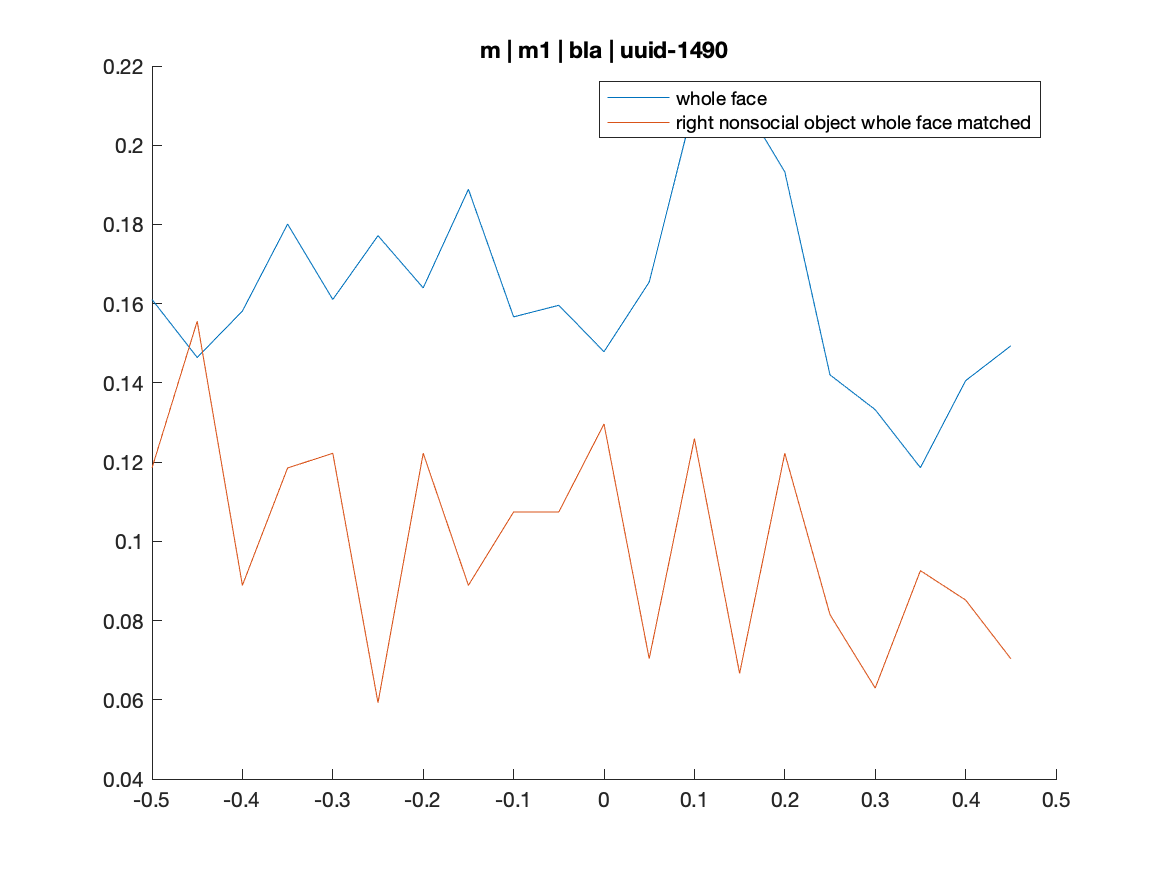 m | m1 | bla | uuid-1490
0.22
whole face
right nonsocial object whole face matched
0.2
0.18
0.16
0.14
0.12
0.1
0.08
0.06
0.04
-0.5 -0.4 -0.3 -0.2 -0.1 0 0.1 0.2 0.3 0.4 0.5